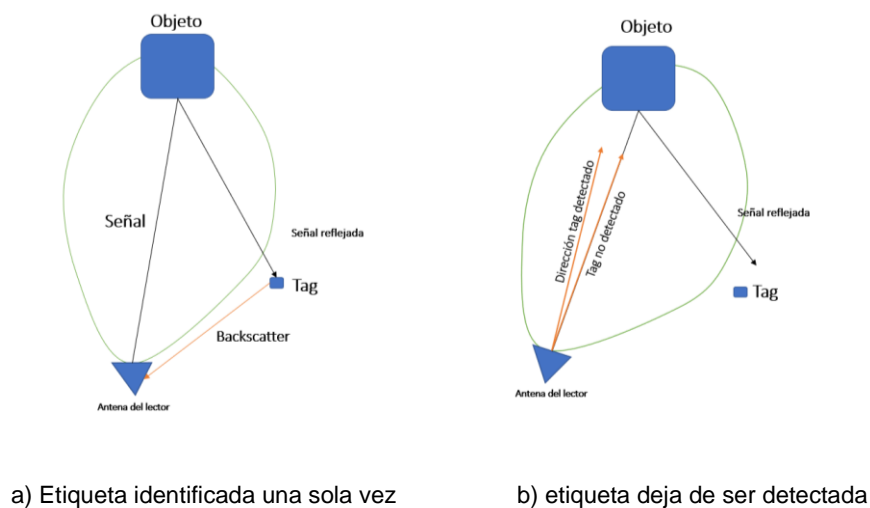 Objeto
Señal
Señal reflejada
Tag
Backscatter
Antena del lector
a) Etiqueta identificada una sola vez
Objeto
Dirección tag detectado
Tag no detectado
Señal reflejada
Tag
Antena del lector
b) etiqueta deja de ser detectada